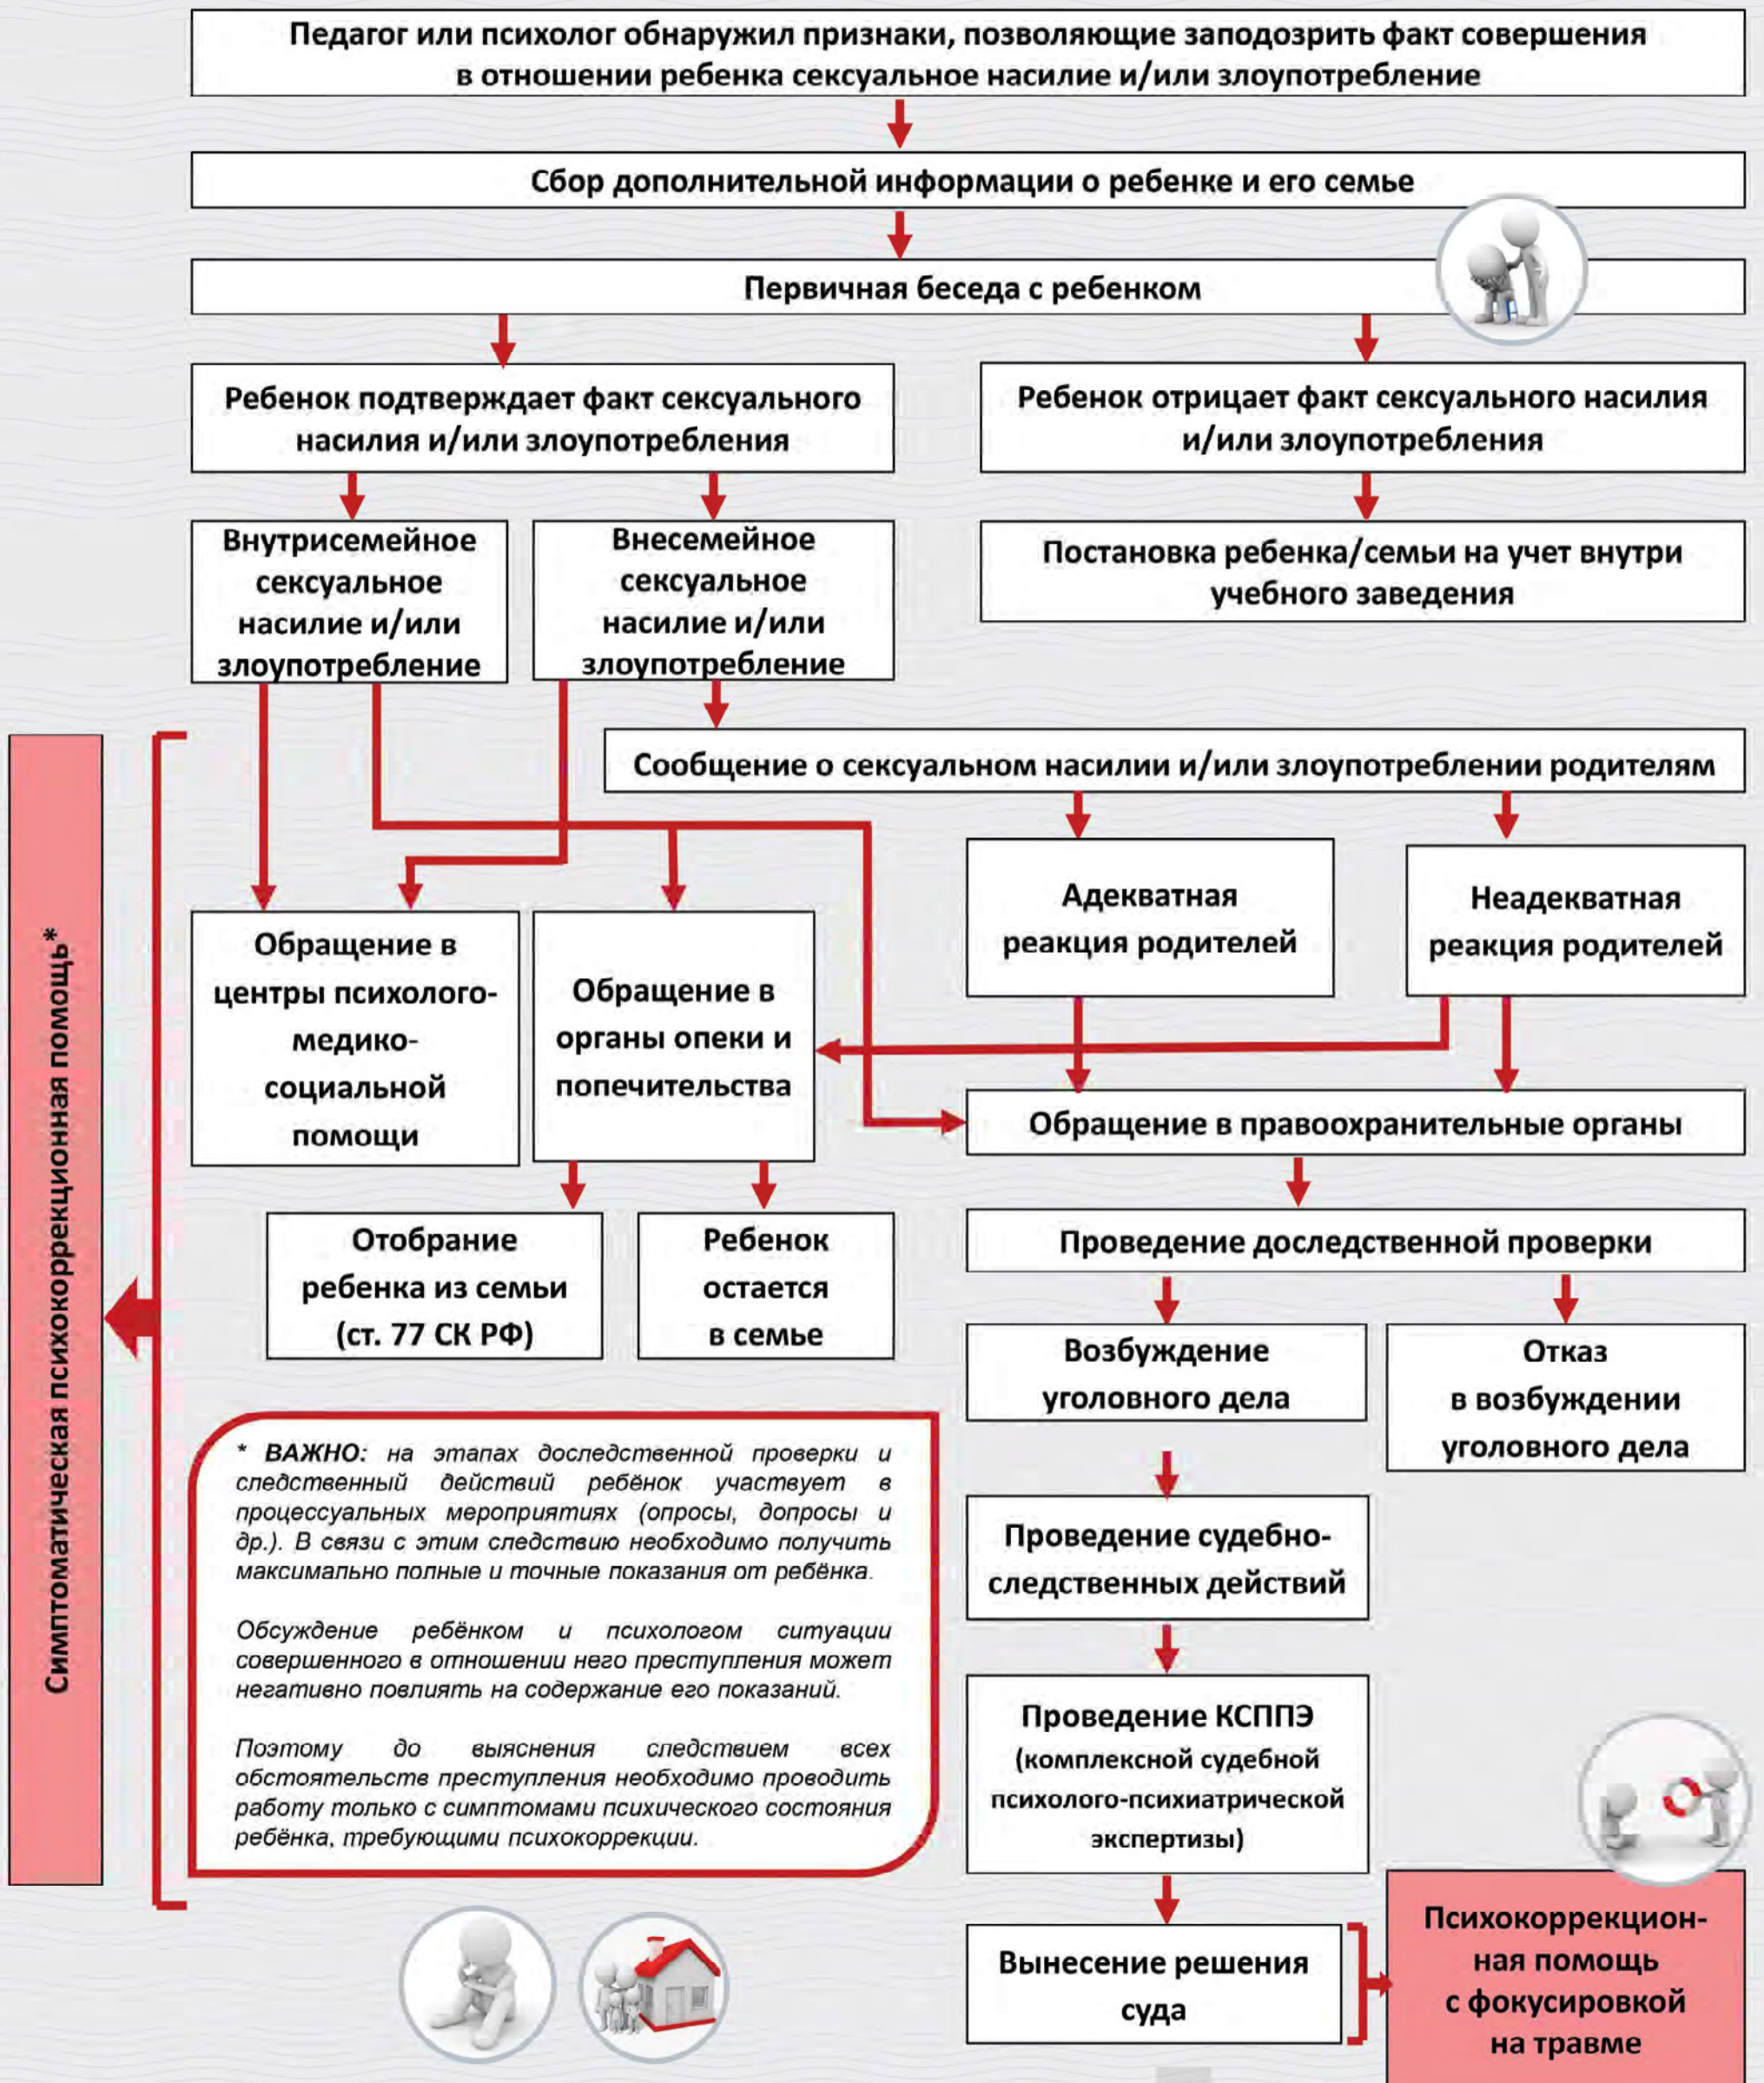 Педагог или психолог обнаружил признаки, позволяющие заподозрить факт совершения
в отношении ребенка сексуальное насилие и/или злоупотребление
Сбор дополнительной информации о ребенке и его семье
Первичная беседа с ребенком
Ребенок подтверждает факт сексуального
насилия и/или злоупотребления
Ребенок отрицает факт сексуального насилия
и/или злоупотребления
Внутрисемейное
сексуальное
насилие и/или
злоупотребление
Внесемейное
сексуальное
насилие и/или
злоупотребление
Постановка ребенка/семьи на учет внутри
учебного заведения
Сообщение о сексуальном насилии и/или злоупотреблении родителям
Адекватная
реакция родителей
Неадекватная
реакция родителей
Обращение в
центры психолого-
медико-
социальной
помощи
Обращение в
органы опеки и
попечительства
Обращение в правоохранительные органы
Отобрание
ребенка из семьи
(ст. 77 СК РФ)
Ребенок
остается
в семье
Проведение доследственной проверки
Возбуждение
уголовного дела
Отказ
в возбуждении
уголовного дела
Симптоматическая психокоррекционная помощь*
* ВАЖНО: на этапах доследственной проверки и
следственный действий ребёнок участвует в
процессуальных мероприятиях (опросы, допросы и
др.). В связи с этим следствию необходимо получить
максимально полные и точные показания от ребёнка.
Обсуждение ребёнком и психологом ситуации
совершенного в отношении него преступления может
негативно повлиять на содержание его показаний.
Поэтому до выяснения следствием всех
обстоятельств преступления необходимо проводить
работу только с симптомами психического состояния
ребёнка, требующими психокоррекции.
Проведение судебно-
следственных действий
Проведение КСППЭ
(комплексной судебной
психолого-психиатрической
экспертизы)
Вынесение решения
суда
Психокоррекцион-
ная помощь
с фокусировкой
на травме